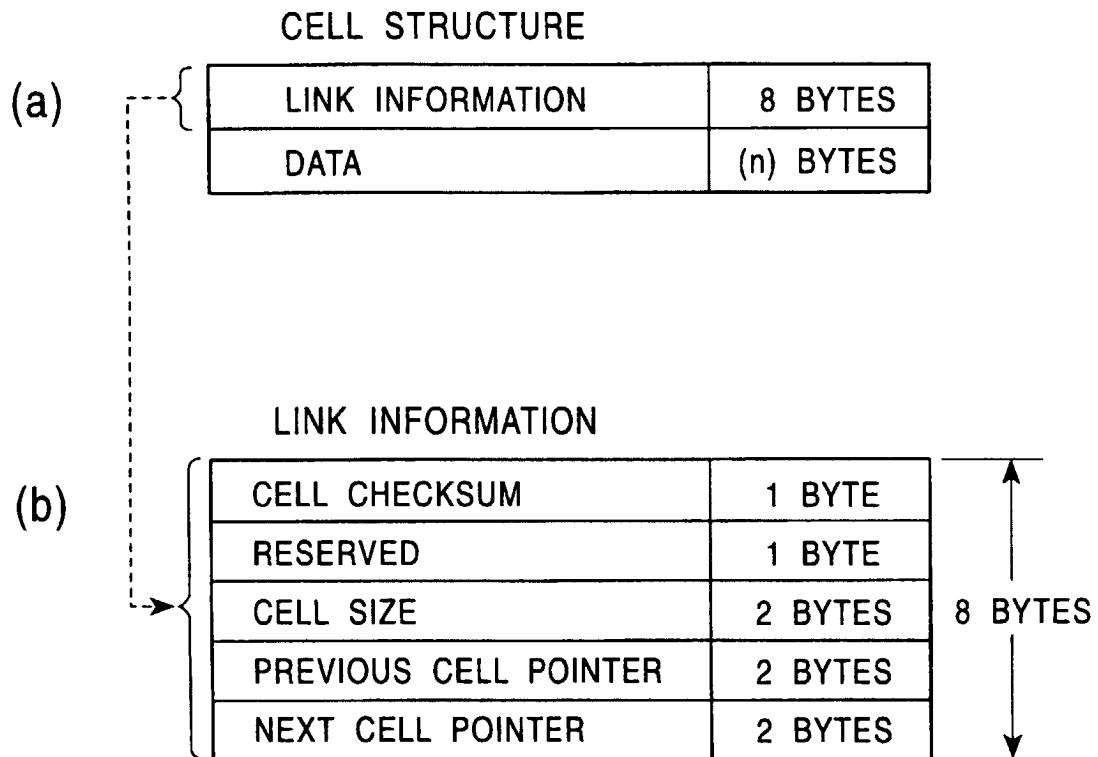 CELL STRUCTURE
(a)
LINK INFORMATION 8 BYTES
DATA (n) BYTES
LINK INFORMATION
(b)
CELL CHECKSUM 1 BYTE
RESERVED 1 BYTE
CELL SIZE 2 BYTES
8 BYTES
PREVIOUS CELL POINTER 2 BYTES
NEXT CELL POINTER 2 BYTES